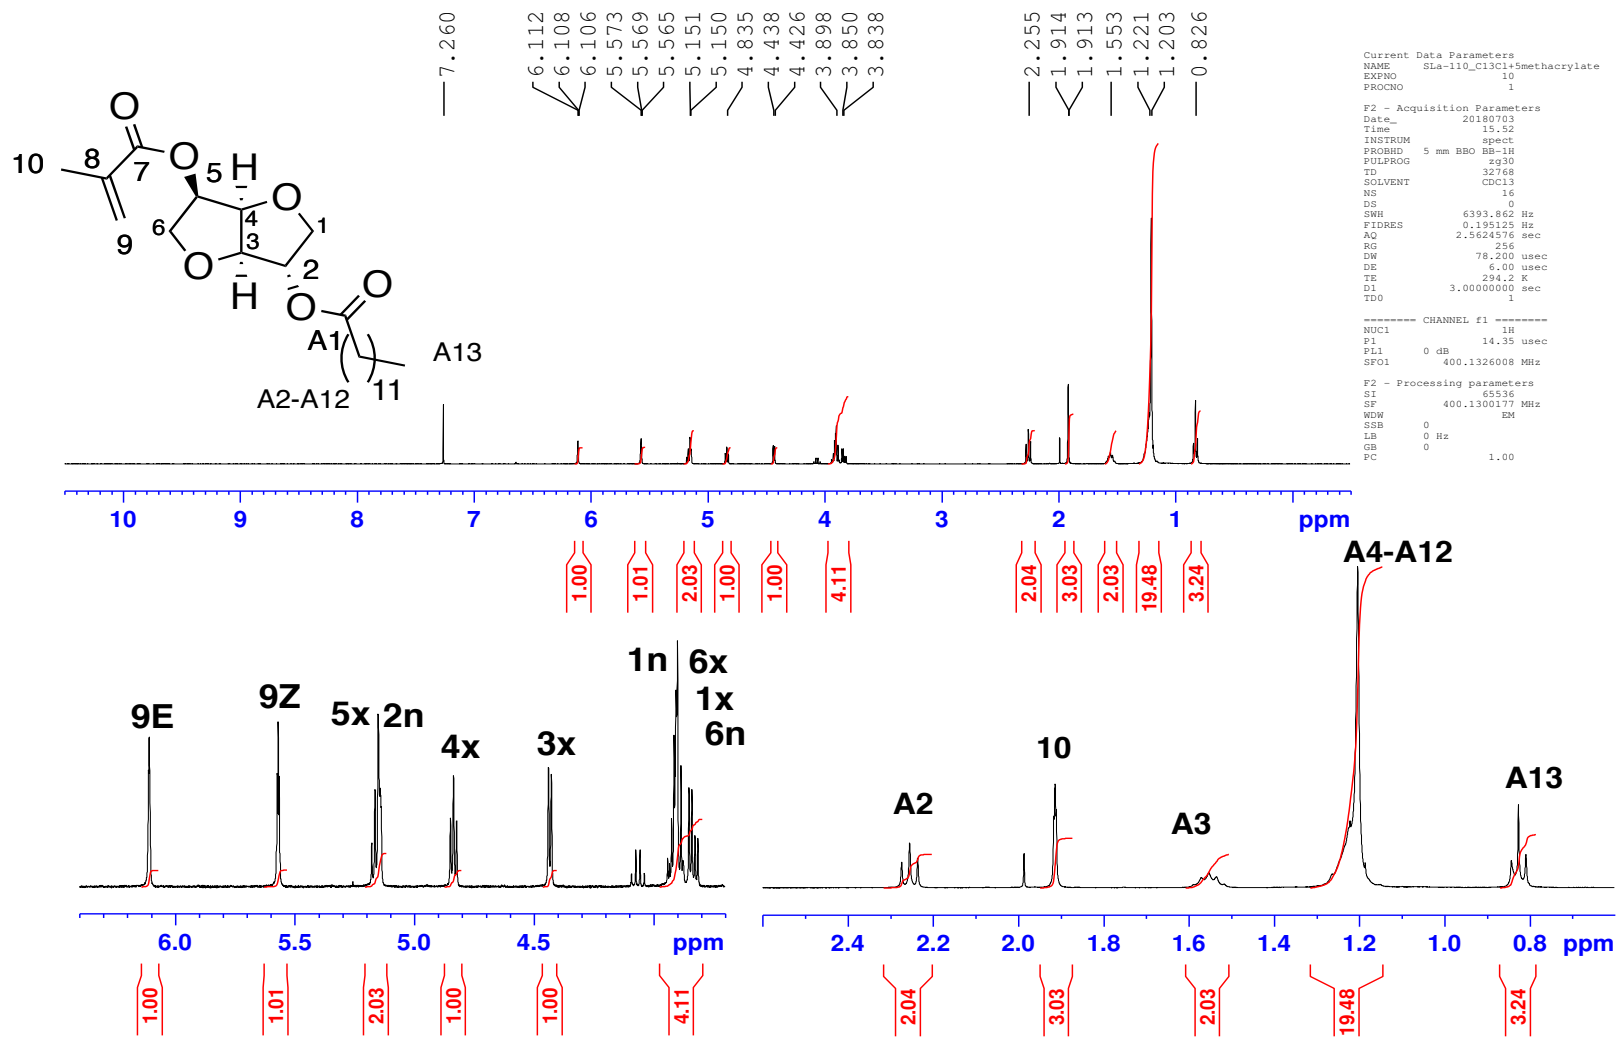 7.260
6.112
6.108
6.106
5.573
5.569
5.565
5.151
5.150
4.835
4.438
4.426
3.898
3.850
3.838
2.255
1.914
1.913
1.553
1.221
1.203
0.826
Current Data Parameters
NAME SLa-110_C13C1+5methacrylate
EXPNO 10
PROCNO 1
F2 - Acquisition Parameters
Date_ 20180703
Time 15.52
INSTRUM spect
PROBHD 5 mm BBO BB-1H
PULPROG zg30
TD 32768
SOLVENT CDCl3
NS 16
DS 0
SWH 6393.862 Hz
FIDRES 0.195125 Hz
AQ 2.5624576 sec
RG 256
DW 78.200 usec
DE 6.00 usec
TE 294.2 K
D1 3.00000000 sec
TD0 1
======== CHANNEL f1 ========
NUC1 1H
P1 14.35 usec
PL1 0 dB
SFO1 400.1326008 MHz
F2 - Processing parameters
SI 65536
SF 400.1300177 MHz
WDW EM
SSB 0
LB 0 Hz
GB 0
PC 1.00
O
10 8 7 O H
5 O
6 4 1
9 3
O 2
H O O
A1 A13
A2-A12 11
10 9 8 7 6 5 4 3 2 1 ppm
1.00 1.01 2.03 1.00 1.00 4.11 2.04 3.03 2.03 19.48 3.24
9E 9Z 5x 2n 4x 3x 1n 6x
1x
6n
6.0 5.5 5.0 4.5 ppm
1.00 1.01 2.03 1.00 1.00 4.11
A4-A12
A2 10 A3 A13
2.4 2.2 2.0 1.8 1.6 1.4 1.2 1.0 0.8 ppm
2.04 3.03 2.03 19.48 3.24